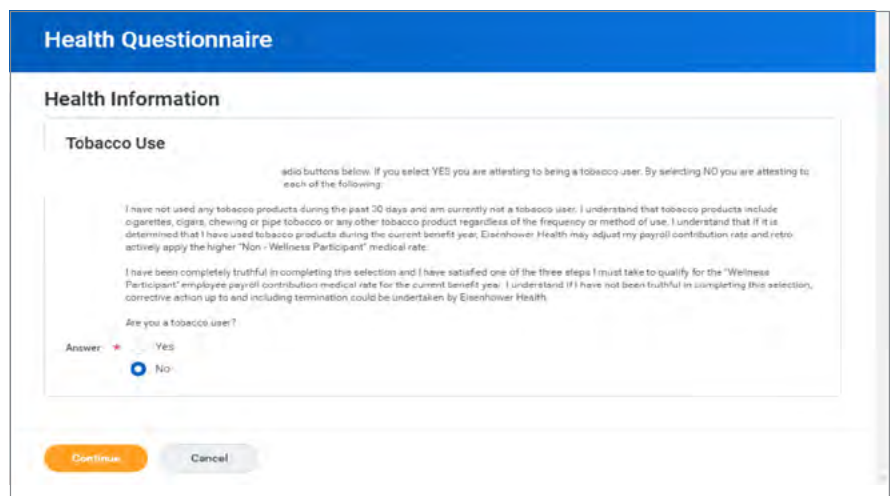 Health Questionnaire
Health Information
Tobacco Use
adio buttons below. If you select YES you are attesting to being a tobacco user. By selecting NO you are attesting to
each of the following:
I have not used any tobacco products during the past 30 days and am currently not a tobacco user. I understand that tobacco products include
cigarettes, cigars, chewing or pipe tobacco or any other tobacco product regardless of the frequency or method of use. I understand that if it is
determined that I have used tobacco products during the current benefit year, Eisenhower Health may adjust my payroll contribution rate and retro
actively apply the higher "Non - Wellness Participant" medical rate.
I have been completely truthful in completing this selection and I have satisfied one of the three steps I must take to qualify for the "Wellness
Participant" employee payroll contribution medical rate for the current benefit year. I understand if I have not been truthful in completing this selection,
corrective action up to and including termination could be undertaken by Eisenhower Health.
Are you a tobacco user?
Answer * Yes
No
Continue Cancel